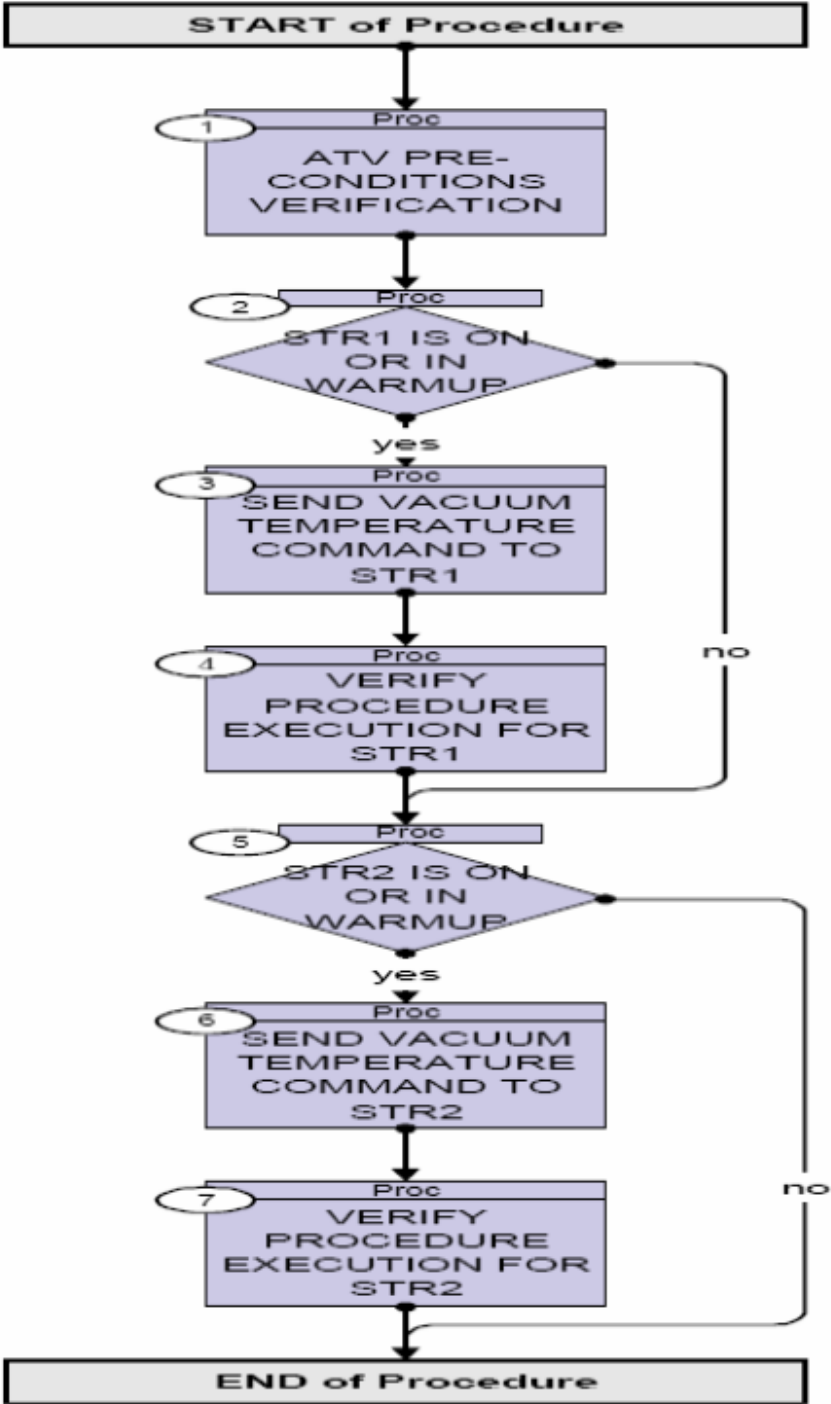 START of Procedure
Proc
1
ATV PRE-
CONDITIONS
VERIFICATION
Proc
2
STR1 IS ON
OR IN
WARMUP
yes
Proc
3
SEND VACUUM
TEMPERATURE
COMMAND TO
STR1
Proc
4
VERIFY
PROCEDURE
EXECUTION FOR
STR1
no
Proc
5
STR2 IS ON
OR IN
WARMUP
yes
Proc
6
SEND VACUUM
TEMPERATURE
COMMAND TO
STR2
Proc
7
VERIFY
PROCEDURE
EXECUTION FOR
STR2
no
END of Procedure